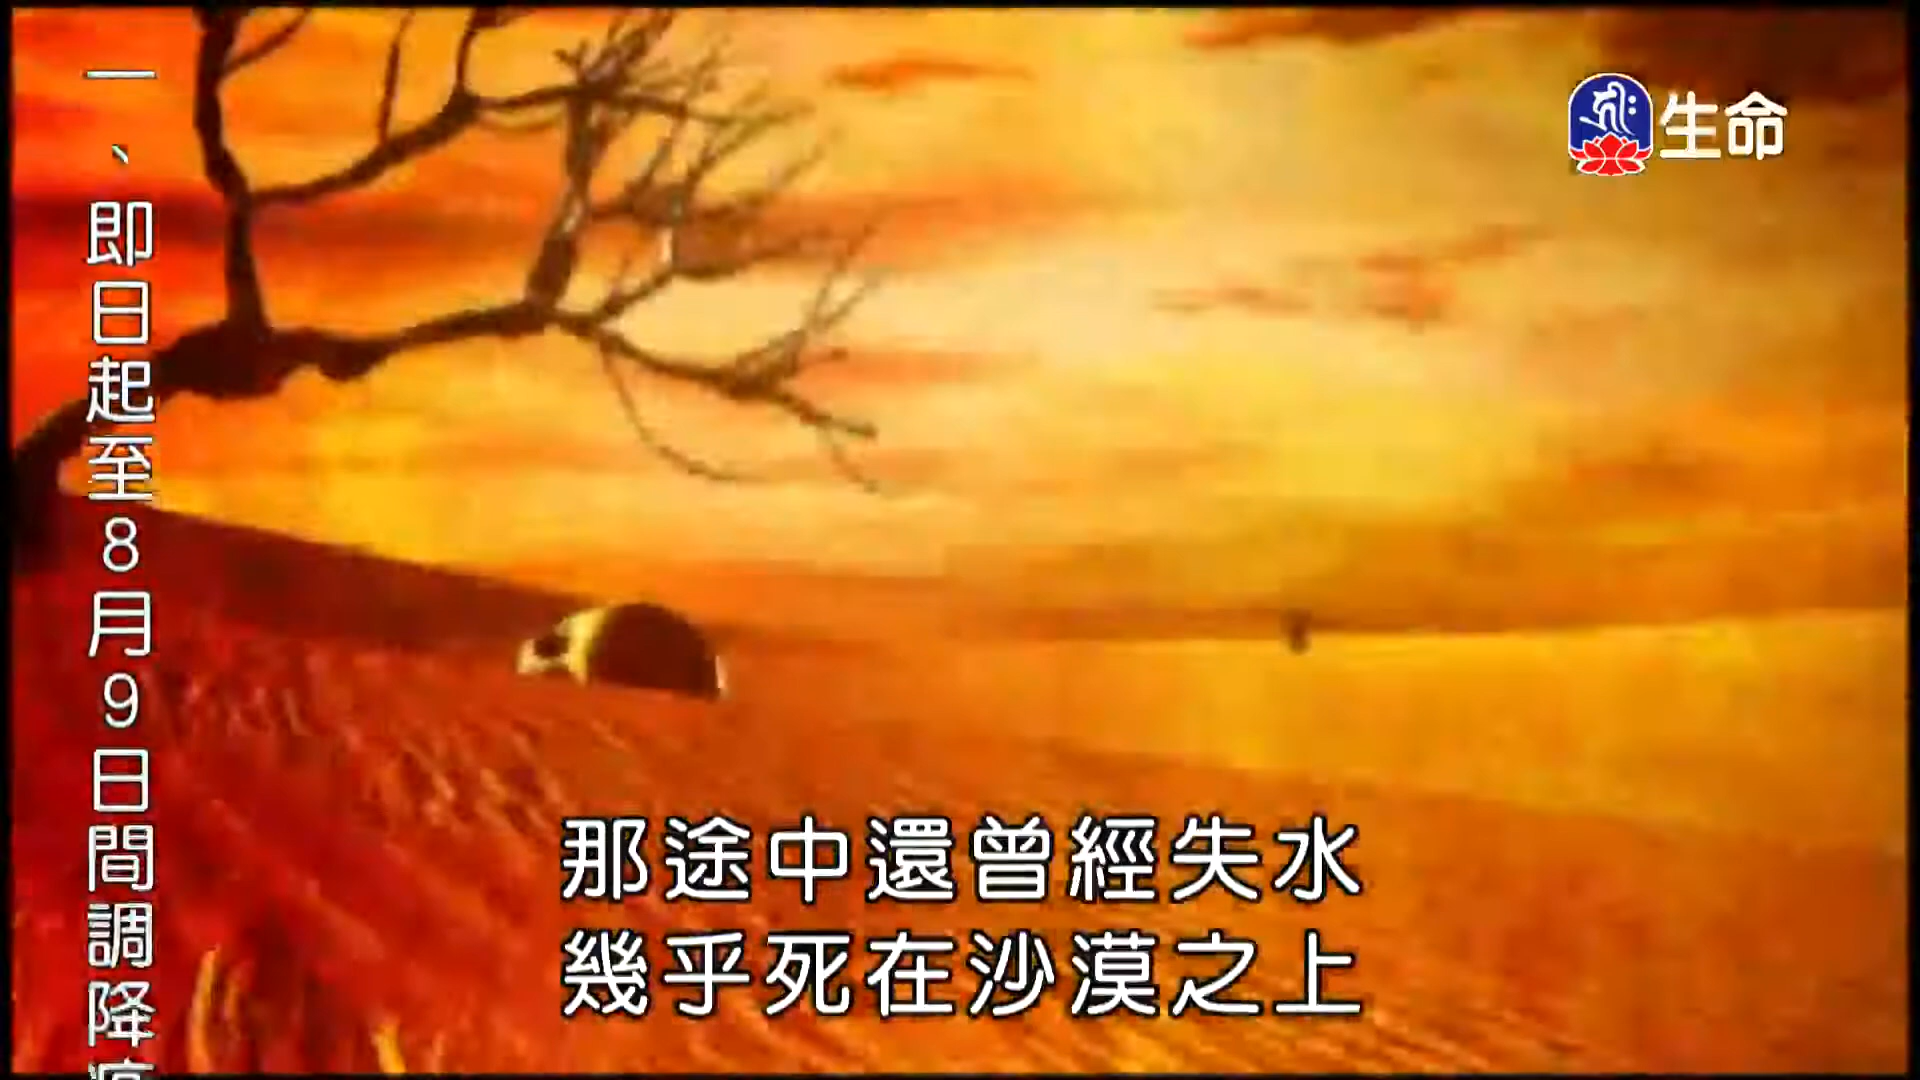 一、即日起至8月9日間調降
生命
那途中還曾經失水
幾乎死在沙漠之上